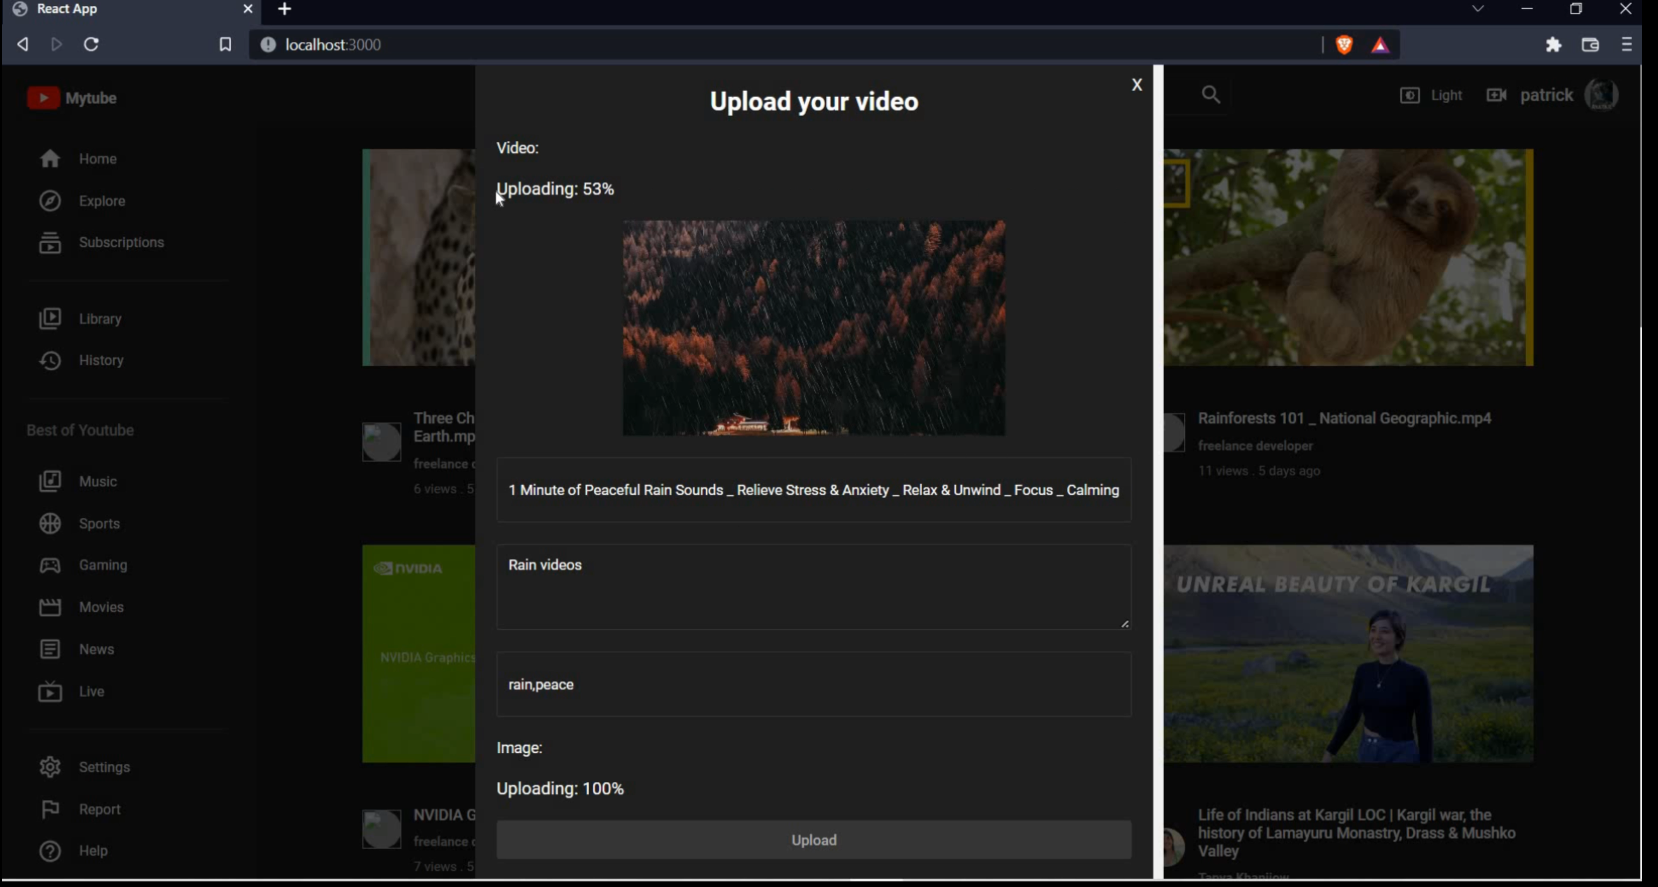 React App
localhost:3000
Mytube
Light
patrick
Home
Explore
Subscriptions
Library
History
Best of Youtube
Music
Sports
Gaming
Movies
News
Live
Settings
Report
Help
X
Upload your video
Video:
Uploading: 53%
1 Minute of Peaceful Rain Sounds _ Relieve Stress & Anxiety _ Relax & Unwind _ Focus _ Calming
Rain videos
rain,peace
Image:
Uploading: 100%
Upload
Three Ch
Earth.mp
freelance
6 views . 5
Rainforests 101 _ National Geographic.mp4
freelance developer
11 views . 5 days ago
NVIDIA
NVIDIA Graphics
NVIDIA G
freelance
7 views . 5
UNREAL BEAUTY OF KARGIL
Life of Indians at Kargil LOC | Kargil war, the
history of Lamayuru Monastry, Drass & Mushko
Valley